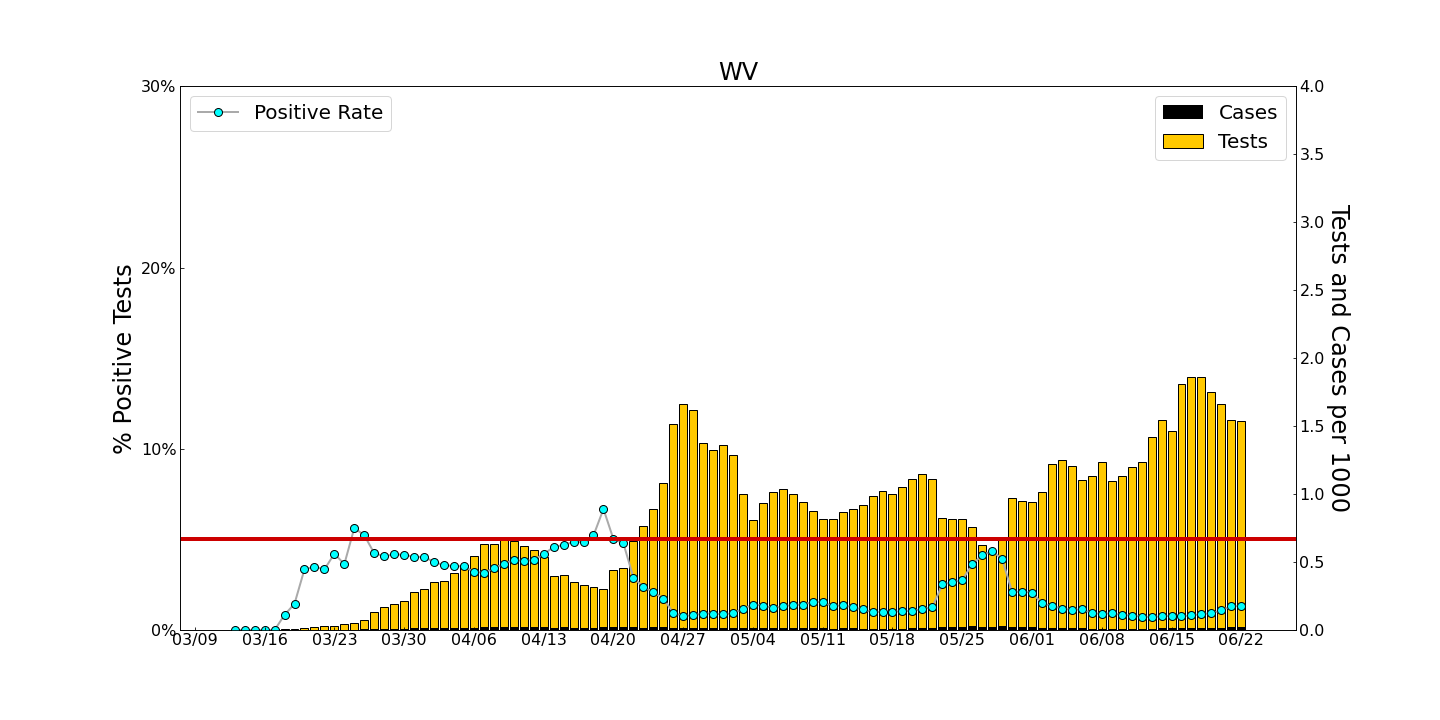 WV
Positive Rate
Cases
Tests
% Positive Tests
30%
20%
10%
0%
4.0
3.5
3.0
2.5
2.0
1.5
1.0
0.5
0.0
Tests and Cases per 1000
03/09 03/16 03/23 03/30 04/06 04/13 04/20 04/27 05/04 05/11 05/18 05/25 06/01 06/08 06/15 06/22